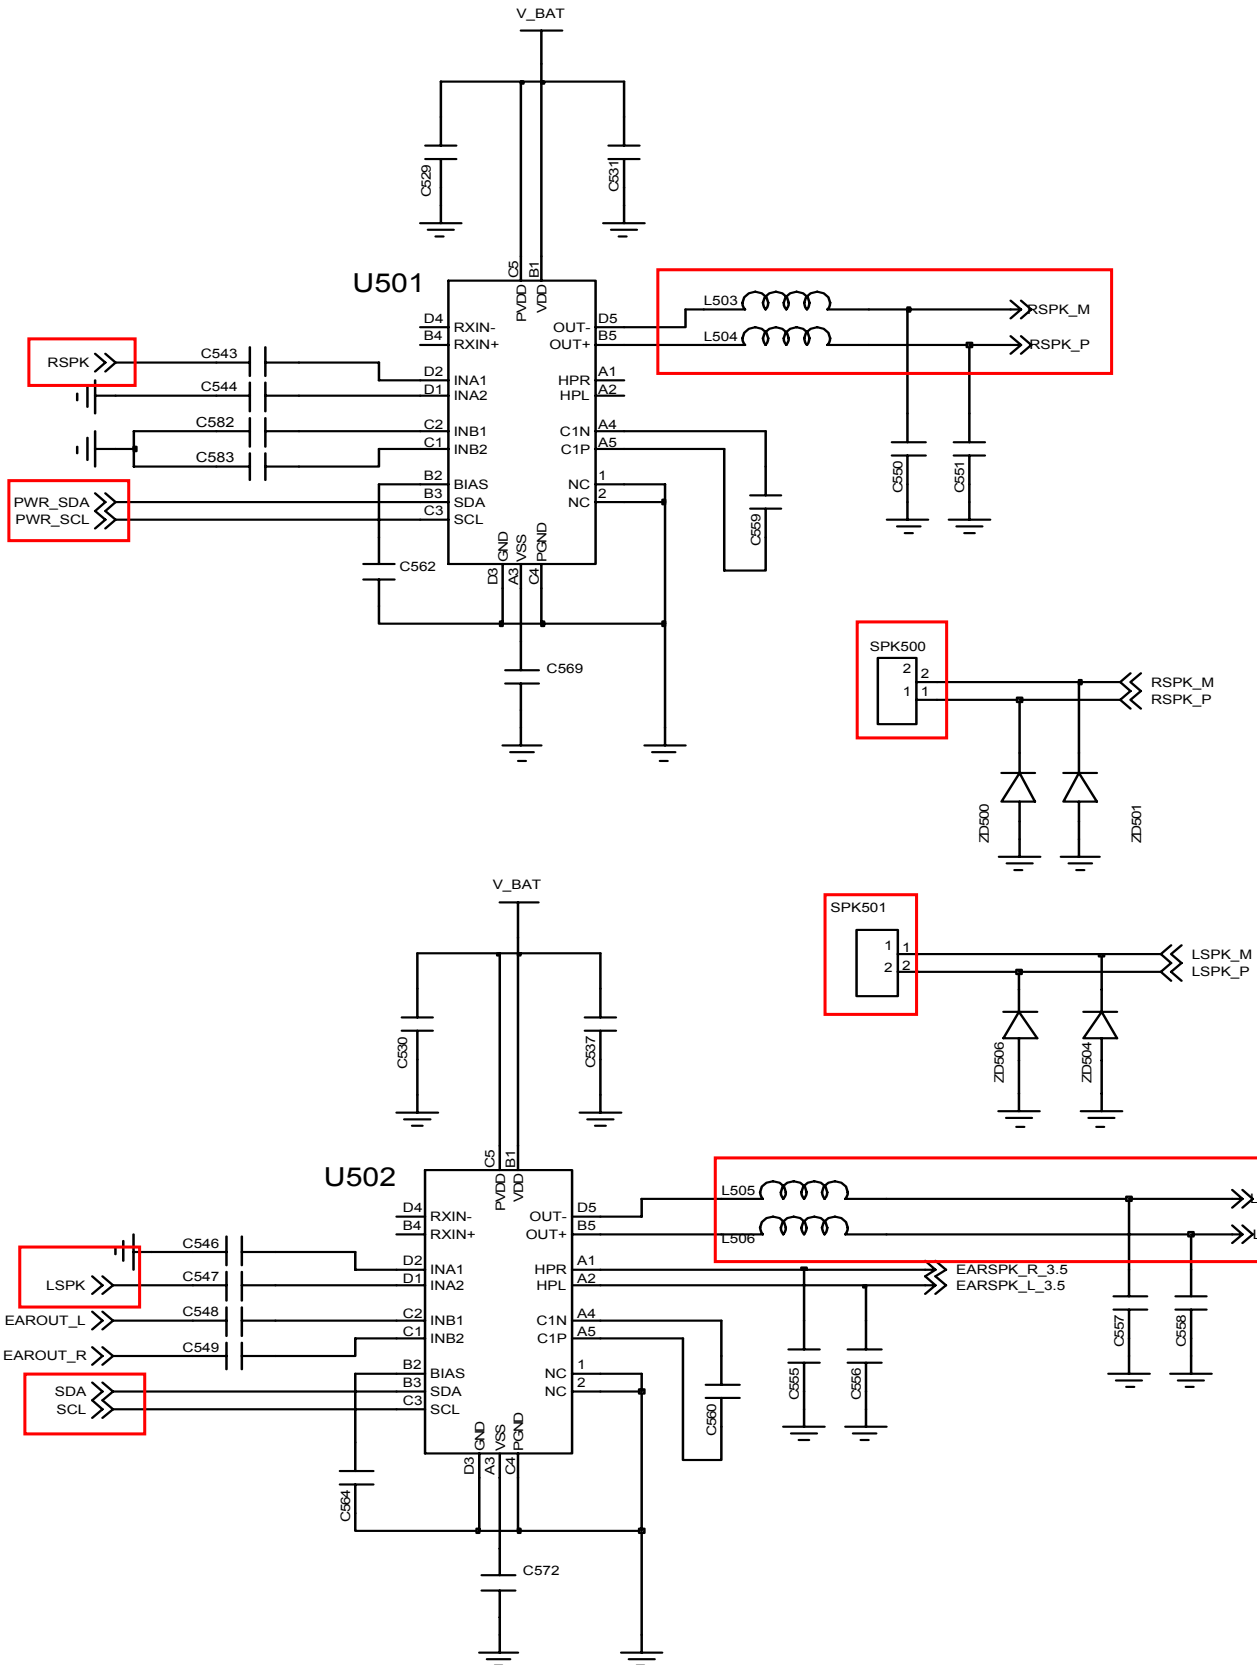 V_BAT
C529
C531
U501
C5
B1
PVDD
VDD
D4
RXIN-
B4
RXIN+
RSPK
C543
D2
INA1
C544
D1
INA2
C582
C2
INB1
C583
C1
INB2
B2
BIAS
PWR_SDA
B3
SDA
PWR_SCL
C3
SCL
OUT-
D5
OUT+
B5
HPR
A1
HPL
A2
C1N
A4
C1P
A5
NC
1
NC
2
GND
VSS
PGND
D3
A3
C4
L503
RSPK_M
L504
RSPK_P
C550
C551
C559
C562
C569
SPK500
2
2
RSPK_M
1
1
RSPK_P
ZD500
ZD501
V_BAT
C530
C537
SPK501
1
1
LSPK_M
2
2
LSPK_P
ZD506
ZD504
U502
C5
B1
PVDD
VDD
D4
RXIN-
B4
RXIN+
C546
D2
INA1
LSPK
C547
D1
INA2
EAROUT_L
C548
C2
INB1
EAROUT_R
C549
C1
INB2
B2
BIAS
SDA
B3
SDA
SCL
C3
SCL
OUT-
D5
OUT+
B5
HPR
A1
HPL
A2
C1N
A4
C1P
A5
NC
1
NC
2
GND
VSS
PGND
D3
A3
C4
L505
L506
EARSPK_R_3.5
EARSPK_L_3.5
C555
C556
C557
C558
C560
C564
C572